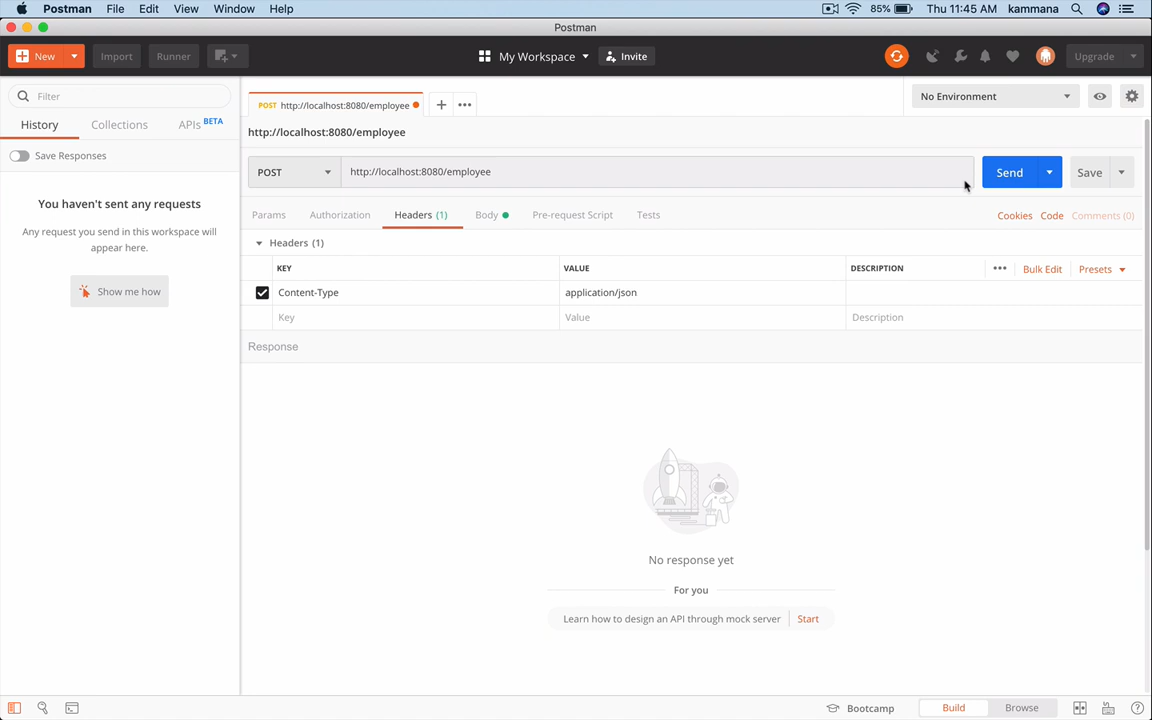 Postman File Edit View Window Help 85% Thu 11:45 AM kammana
Postman
New Import Runner My Workspace Invite Upgrade
Filter
History Collections APIs BETA
Save Responses
You haven't sent any requests
Any request you send in this workspace will
appear here.
Show me how
POST http://localhost:8080/employee
No Environment
http://localhost:8080/employee
POST http://localhost:8080/employee Send Save
Params Authorization Headers (1) Body Pre-request Script Tests Cookies Code Comments (0)
Headers (1)
KEY VALUE DESCRIPTION Bulk Edit Presets
Content-Type application/json
Key Value Description
Response
No response yet
For you
Learn how to design an API through mock server Start
Bootcamp Build Browse